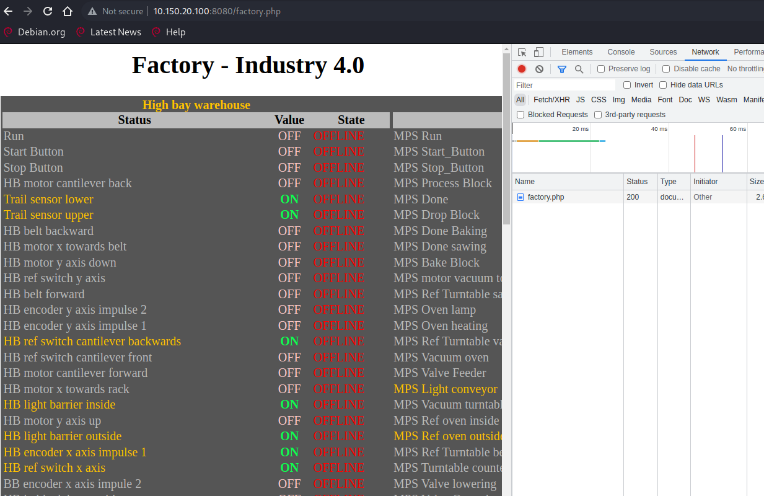 Not secure | 10.150.20.100:8080/factory.php
Debian.org Latest News Help
Factory - Industry 4.0
High bay warehouse
Status Value State
Run OFF OFFLINE MPS Run
Start Button OFF OFFLINE MPS Start_Button
Stop Button OFF OFFLINE MPS Stop_Button
HB motor cantilever back OFF OFFLINE MPS Process Block
Trail sensor lower ON OFFLINE MPS Done
Trail sensor upper ON OFFLINE MPS Drop Block
HB belt backward OFF OFFLINE MPS Done Baking
HB motor x towards belt OFF OFFLINE MPS Done sawing
HB motor y axis down OFF OFFLINE MPS Bake Block
HB ref switch y axis OFF OFFLINE MPS motor vacuum to
HB belt forward OFF OFFLINE MPS Ref Turntable sa
HB encoder y axis impulse 2 OFF OFFLINE MPS Oven lamp
HB encoder y axis impulse 1 OFF OFFLINE MPS Oven heating
HB ref switch cantilever backwards ON OFFLINE MPS Ref Turntable va
HB ref switch cantilever front OFF OFFLINE MPS Vacuum oven
HB motor cantilever forward OFF OFFLINE MPS Valve Feeder
HB motor x towards rack OFF OFFLINE MPS Light conveyor
HB light barrier inside ON OFFLINE MPS Vacuum turntabl
HB motor y axis up OFF OFFLINE MPS Ref oven inside
HB light barrier outside ON OFFLINE MPS Ref oven outside
HB encoder x axis impulse 1 ON OFFLINE MPS Ref Turntable be
HB ref switch x axis ON OFFLINE MPS Turntable counte
BB encoder x axis impule 2 OFF OFFLINE MPS Valve lowering
Elements Console Sources Network Performa
Preserve log Disable cache No throttlin
Filter Invert Hide data URLs
All Fetch/XHR JS CSS Img Media Font Doc WS Wasm Manife
Blocked Requests 3rd-party requests
20 ms 40 ms 60 ms
Name Status Type Initiator Size
factory.php 200 docu... Other 2.